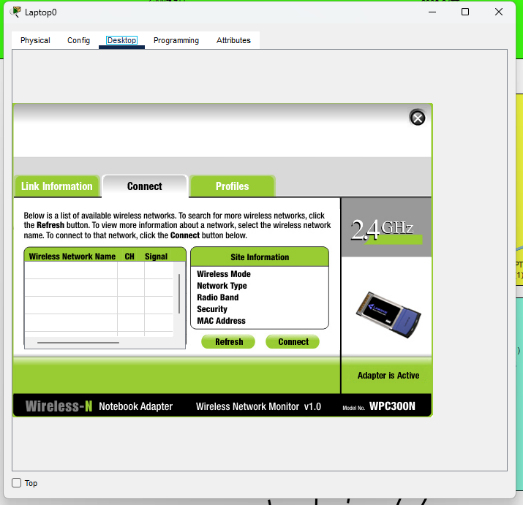 Laptop0
Physical Config Desktop Programming Attributes
Link Information Connect Profiles
Below is a list of available wireless networks. To search for more wireless networks, click
the Refresh button. To view more information about a network, select the wireless network
name. To connect to that network, click the Connect button below.
Wireless Network Name CH Signal
Site Information
Wireless Mode
Network Type
Radio Band
Security
MAC Address
Refresh Connect
2.4GHz
Adapter is Active
Wireless-N Notebook Adapter Wireless Network Monitor v1.0 Model No. WPC300N
Top